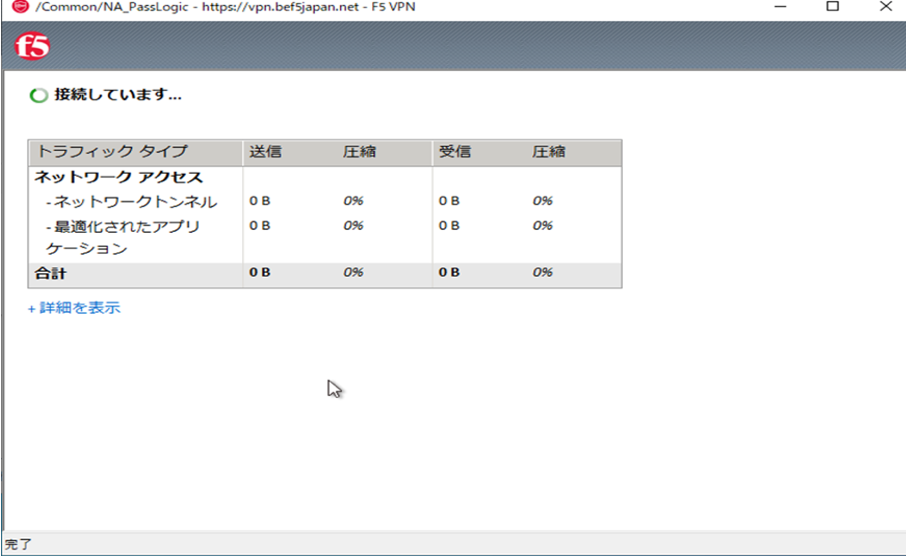 /Common/NA_PassLogic - https://vpn.bef5japan.net - F5 VPN
f5
接続しています...
トラフィック タイプ 送信 圧縮 受信 圧縮
ネットワーク アクセス
- ネットワークトンネル 0 B 0% 0 B 0%
- 最適化されたアプリ 0 B 0% 0 B 0%
ケーション
合計 0 B 0% 0 B 0%
+ 詳細を表示
完了